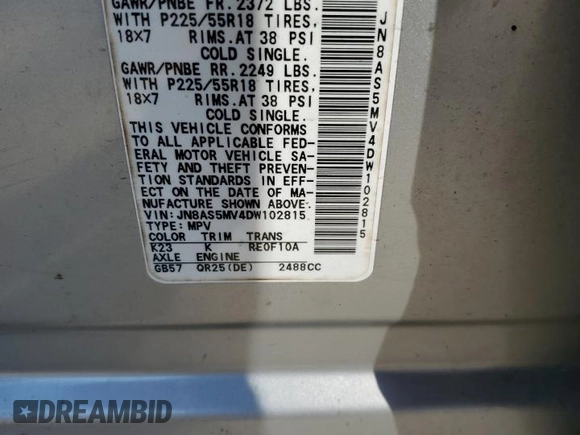 GAWR/PNBE FR. 2372 LBS.
WITH P225/55R18 TIRES,
18X7 RIMS.AT 38 PSI
COLD SINGLE.
GAWR/PNBE RR. 2249 LBS.
WITH P225/55R18 TIRES,
18X7 RIMS.AT 38 PSI
COLD SINGLE.
THIS VEHICLE CONFORMS
TO ALL APPLICABLE FED-
ERAL MOTOR VEHICLE SA-
FETY AND THEFT PREVEN-
TION STANDARDS IN EFF-
ECT ON THE DATE OF MA-
NUFACTURE SHOWN ABOVE.
VIN:JN8AS5MV4DW102815
TYPE:MPV
COLOR TRIM TRANS
K23 K RE0F10A
AXLE ENGINE
GB57 QR25(DE) 2488CC
JN8AS5MV4DW102815
DREAMBID